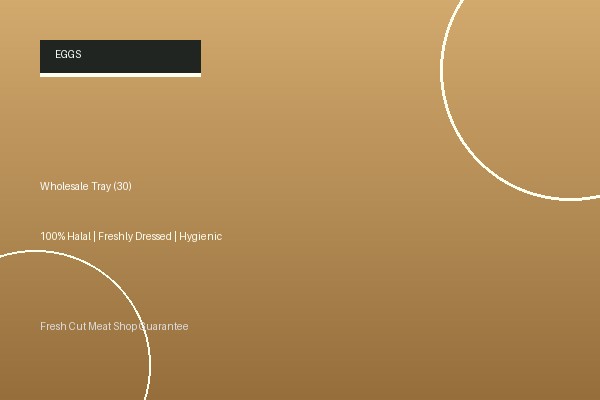 EGGS
Wholesale Tray (30)
100% Halal | Freshly Dressed | Hygienic
Fresh Cut Meat Shop Guarantee